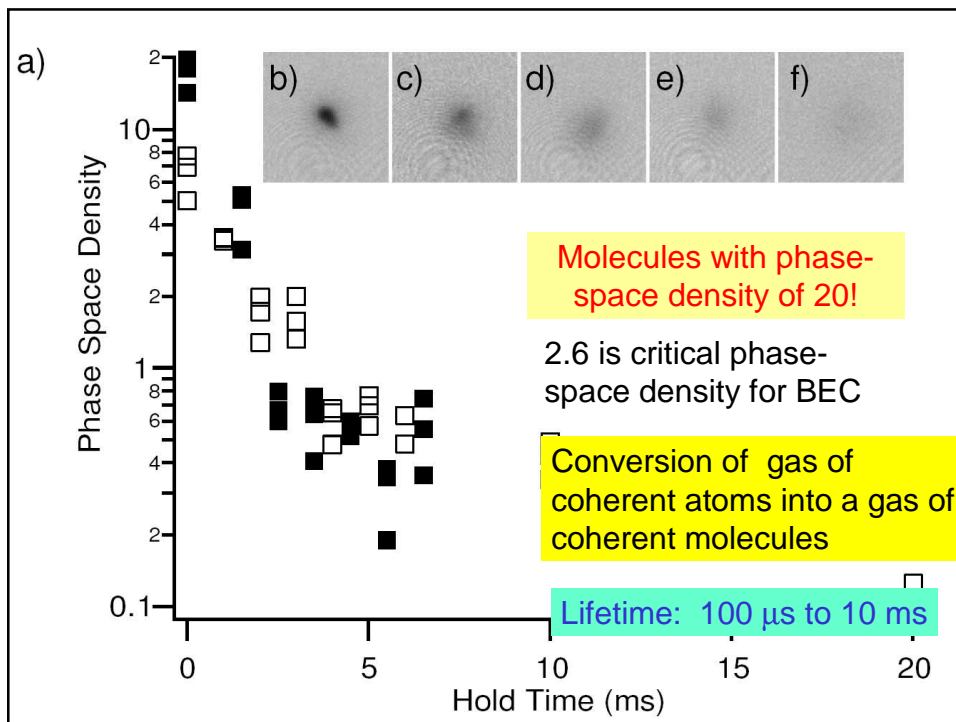 a)
b)
c)
d)
e)
f)
Phase Space Density
2
10
8
6
4
2
1
8
6
4
2
0.1
Molecules with phase-
space density of 20!
2.6 is critical phase-
space density for BEC
Conversion of gas of
coherent atoms into a gas of
coherent molecules
Lifetime: 100 μs to 10 ms
0
5
10
15
20
Hold Time (ms)